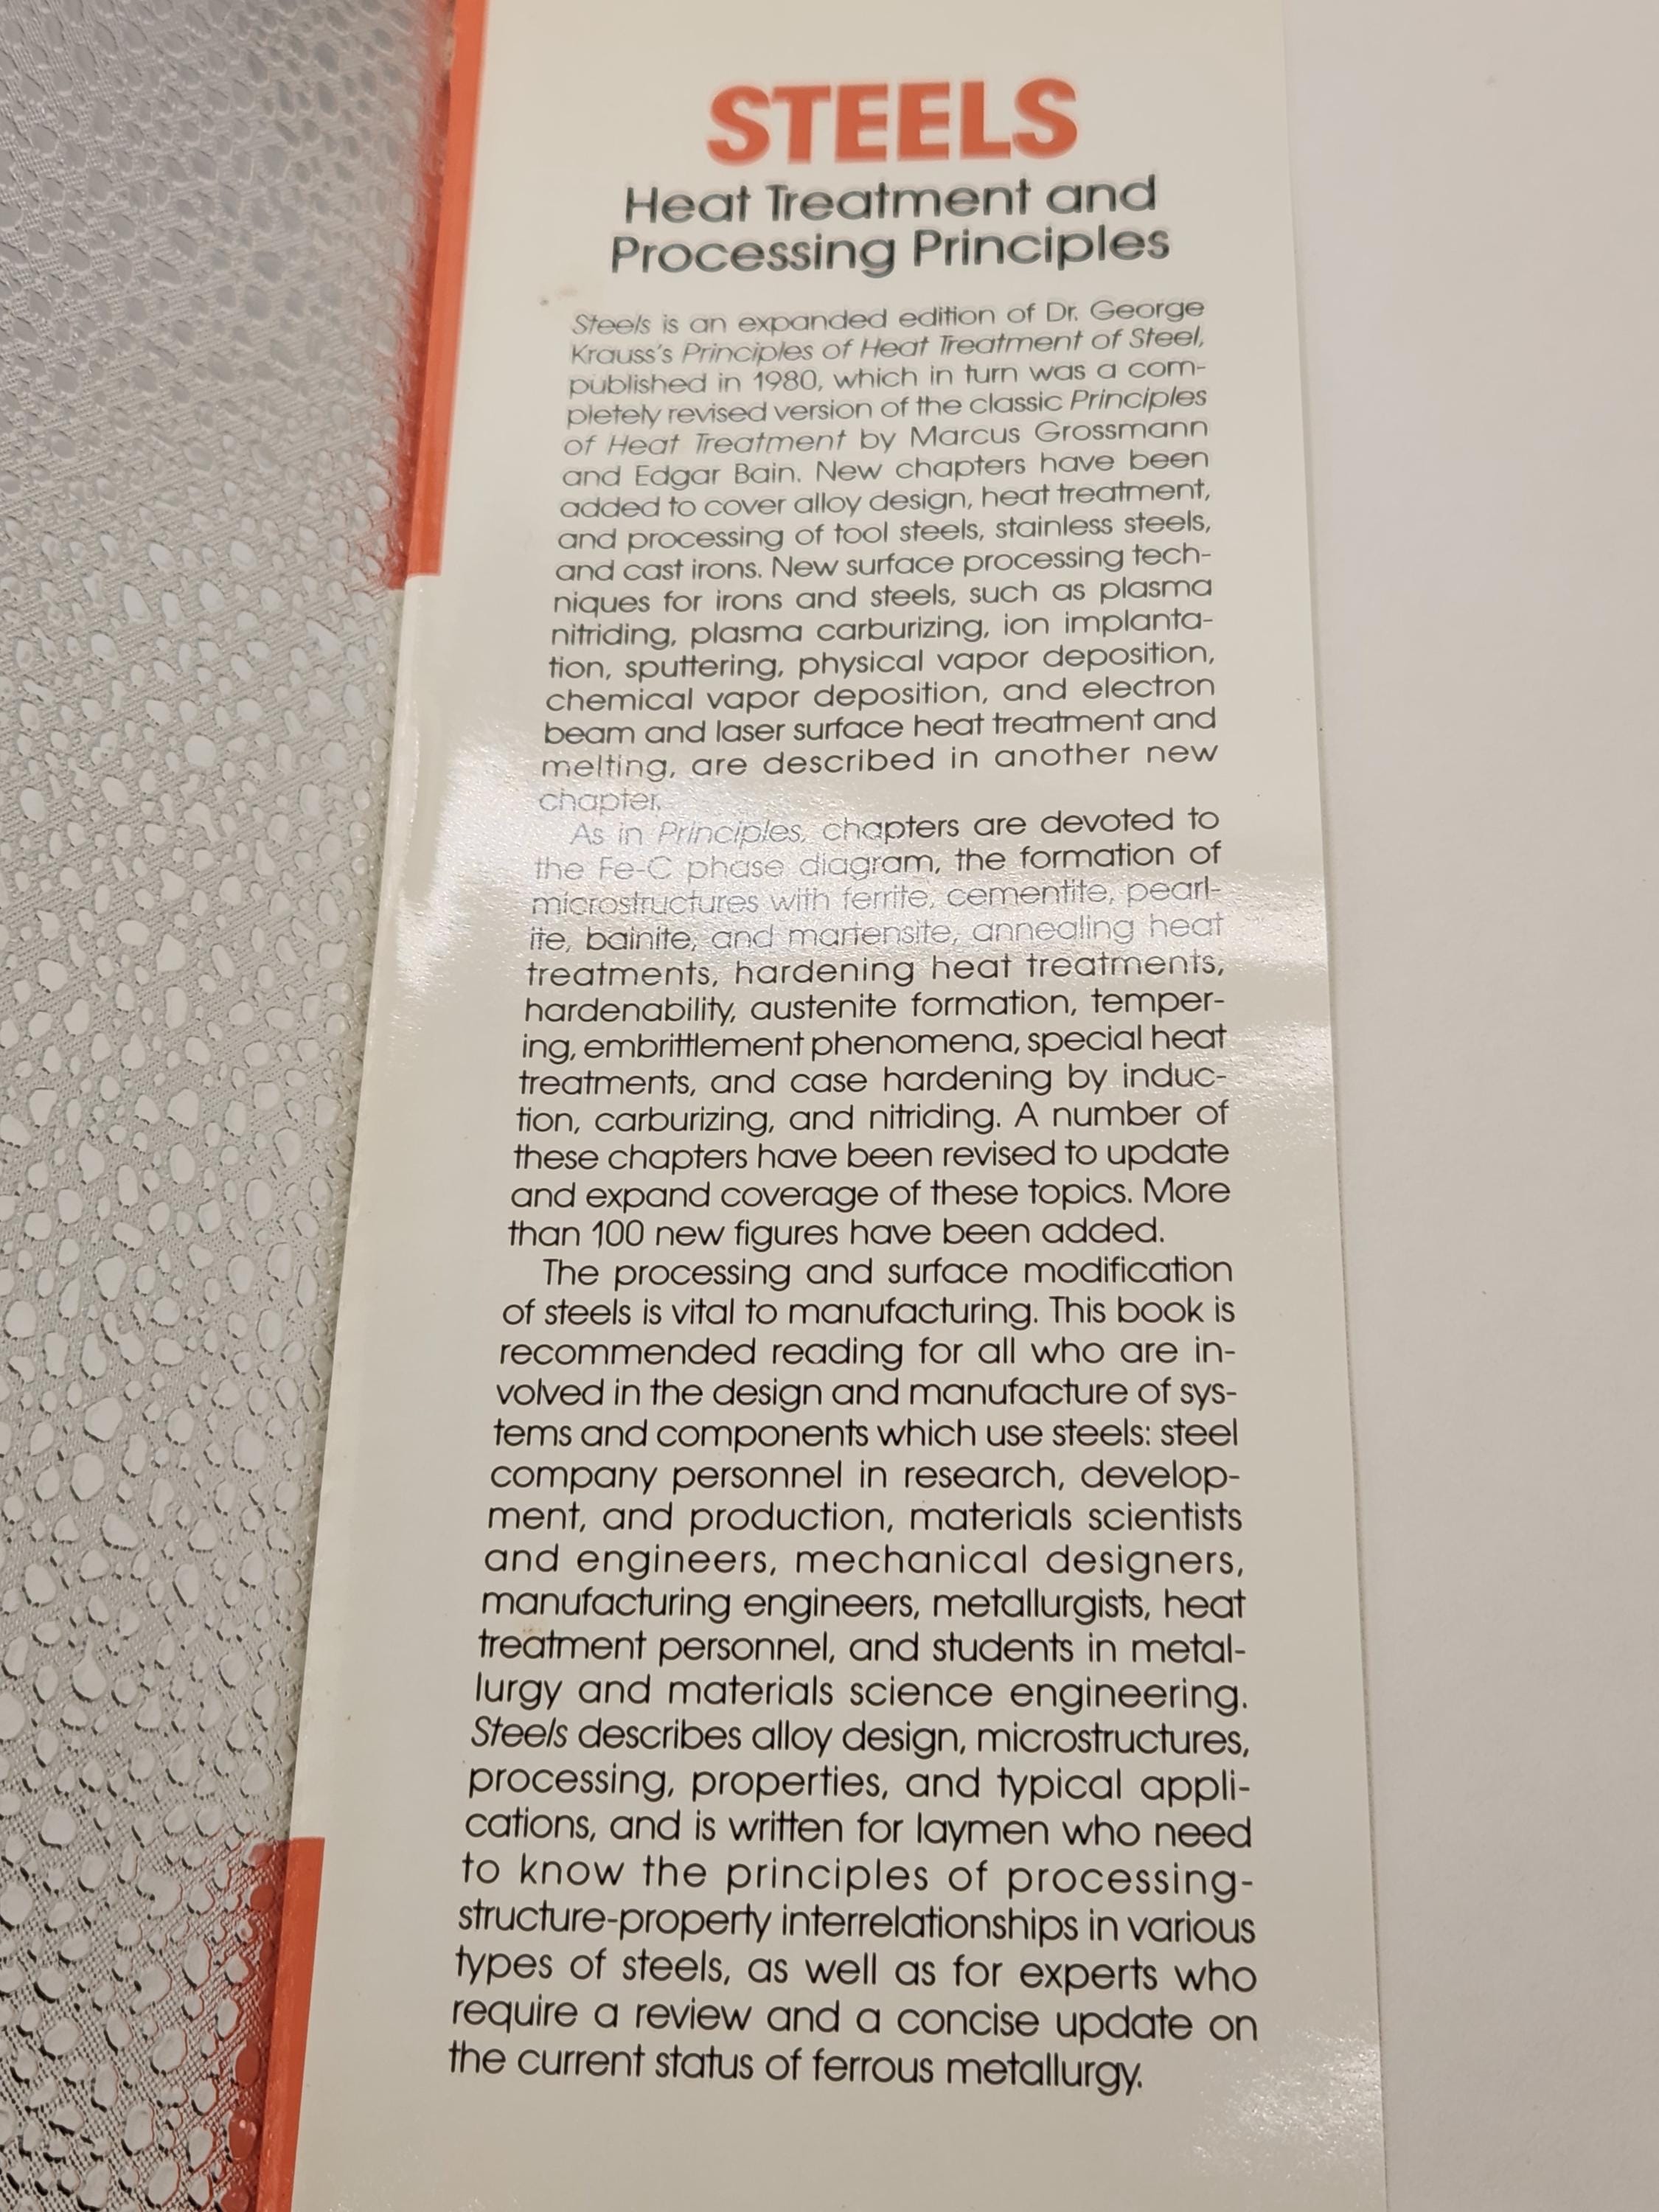 STEELS
Heat Treatment and
Processing Principles
Steels is an expanded edition of Dr. George
Krauss's Principles of Heat Treatment of Steel,
published in 1980, which in turn was a com-
pletely revised version of the classic Principles
of Heat Treatment by Marcus Grossmann
and Edgar Bain. New chapters have been
added to cover alloy design, heat treatment,
and processing of tool steels, stainless steels,
and cast irons. New surface processing tech-
niques for irons and steels, such as plasma
nitriding, plasma carburizing, ion implanta-
tion, sputtering, physical vapor deposition,
chemical vapor deposition, and electron
beam and laser surface heat treatment and
melting, are described in another new
chapter.
As in Principles, chapters are devoted to
the Fe-C phase diagram, the formation of
microstructures with ferrite, cementite, pearl-
ite, bainite, and martensite, annealing heat
treatments, hardening heat treatments,
hardenability, austenite formation, temper-
ing, embrittlement phenomena, special heat
treatments, and case hardening by induc-
tion, carburizing, and nitriding. A number of
these chapters have been revised to update
and expand coverage of these topics. More
than 100 new figures have been added.
The processing and surface modification
of steels is vital to manufacturing. This book is
recommended reading for all who are in-
volved in the design and manufacture of sys-
tems and components which use steels: steel
company personnel in research, develop-
ment, and production, materials scientists
and engineers, mechanical designers,
manufacturing engineers, metallurgists, heat
treatment personnel, and students in metal-
lurgy and materials science engineering.
Steels describes alloy design, microstructures,
processing, properties, and typical appli-
cations, and is written for laymen who need
to know the principles of processing-
structure-property interrelationships in various
types of steels, as well as for experts who
require a review and a concise update on
the current status of ferrous metallurgy.